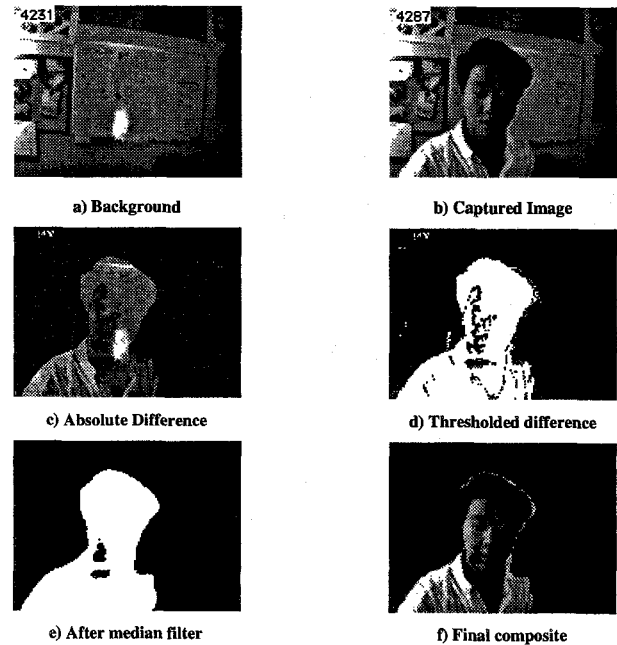 4231
4287
a) Background
b) Captured Image
c) Absolute Difference
d) Thresholded difference
e) After median filter
f) Final composite